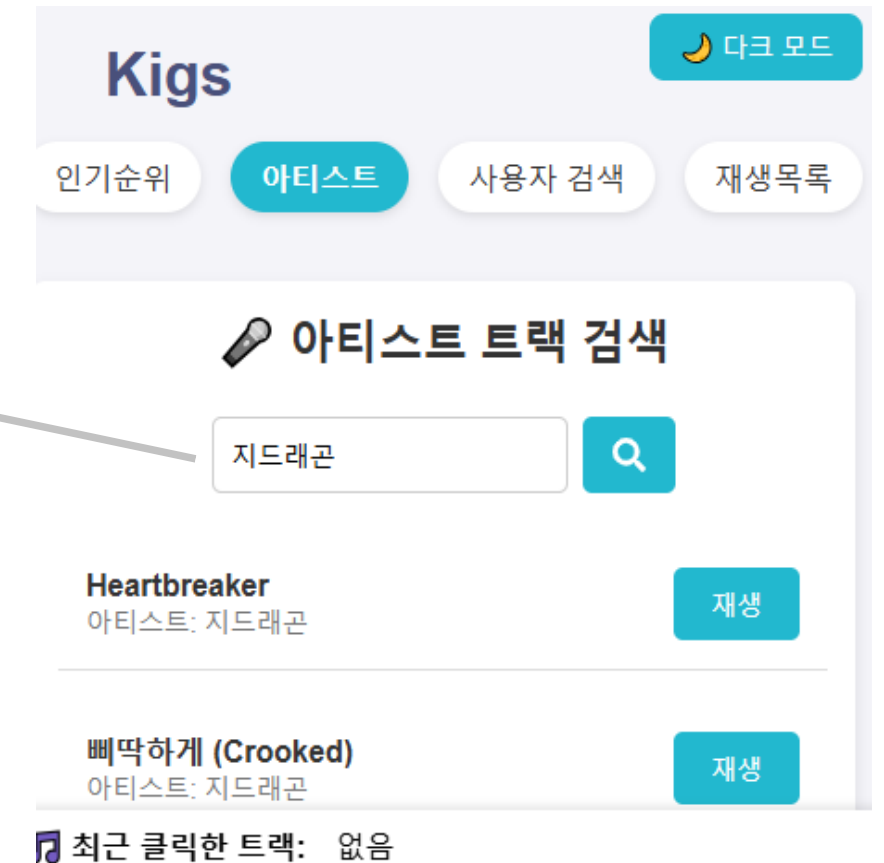 Kigs
🌙 다크 모드
인기순위 아티스트 사용자 검색 재생목록
🎤 아티스트 트랙 검색
지드래곤
Heartbreaker
아티스트: 지드래곤
재생
삐딱하게 (Crooked)
아티스트: 지드래곤
재생
🎵 최근 클릭한 트랙: 없음